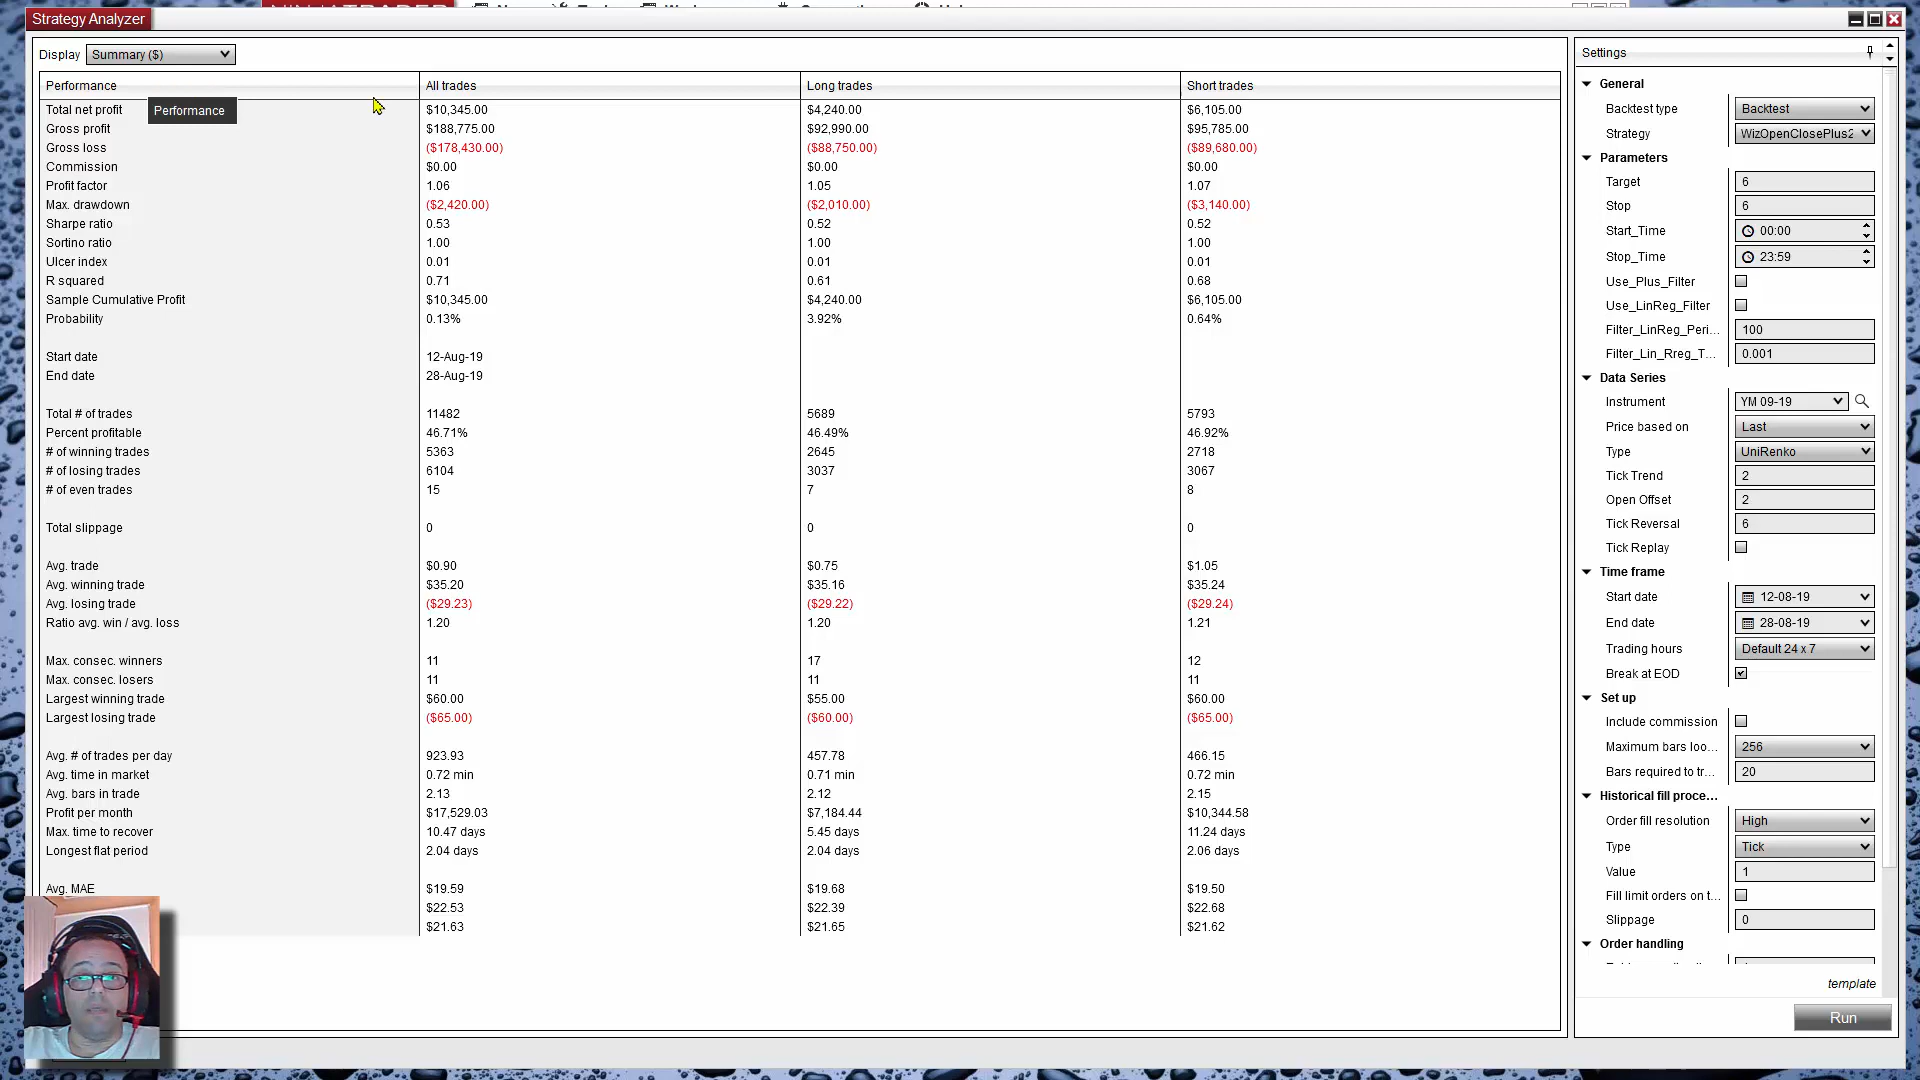 Strategy Analyzer
Display Summary ($)
Performance All trades Long trades Short trades
Total net profit $10,345.00 $4,240.00 $6,105.00
Performance
Gross profit $188,775.00 $92,990.00 $95,785.00
Gross loss ($178,430.00) ($88,750.00) ($89,680.00)
Commission $0.00 $0.00 $0.00
Profit factor 1.06 1.05 1.07
Max. drawdown ($2,420.00) ($2,010.00) ($3,140.00)
Sharpe ratio 0.53 0.52 0.52
Sortino ratio 1.00 1.00 1.00
Ulcer index 0.01 0.01 0.01
R squared 0.71 0.61 0.68
Sample Cumulative Profit $10,345.00 $4,240.00 $6,105.00
Probability 0.13% 3.92% 0.64%
Start date 12-Aug-19
End date 28-Aug-19
Total # of trades 11482 5689 5793
Percent profitable 46.71% 46.49% 46.92%
# of winning trades 5363 2645 2718
# of losing trades 6104 3037 3067
# of even trades 15 7 8
Total slippage 0 0 0
Avg. trade $0.90 $0.75 $1.05
Avg. winning trade $35.20 $35.16 $35.24
Avg. losing trade ($29.23) ($29.22) ($29.24)
Ratio avg. win / avg. loss 1.20 1.20 1.21
Max. consec. winners 11 17 12
Max. consec. losers 11 11 11
Largest winning trade $60.00 $55.00 $60.00
Largest losing trade ($65.00) ($60.00) ($65.00)
Avg. # of trades per day 923.93 457.78 466.15
Avg. time in market 0.72 min 0.71 min 0.72 min
Avg. bars in trade 2.13 2.12 2.15
Profit per month $17,529.03 $7,184.44 $10,344.58
Max. time to recover 10.47 days 5.45 days 11.24 days
Longest flat period 2.04 days 2.04 days 2.06 days
Avg. MAE $19.59 $19.68 $19.50
$22.53 $22.39 $22.68
$21.63 $21.65 $21.62
Settings
General
Backtest type Backtest
Strategy WizOpenClosePlus2
Parameters
Target 6
Stop 6
Start_Time 00:00
Stop_Time 23:59
Use_Plus_Filter
Use_LinReg_Filter
Filter_LinReg_Peri... 100
Filter_Lin_Rreg_T... 0.001
Data Series
Instrument YM 09-19
Price based on Last
Type UniRenko
Tick Trend 2
Open Offset 2
Tick Reversal 6
Tick Replay
Time frame
Start date 12-08-19
End date 28-08-19
Trading hours Default 24 x 7
Break at EOD
Set up
Include commission
Maximum bars loo... 256
Bars required to tr... 20
Historical fill proce...
Order fill resolution High
Type Tick
Value 1
Fill limit orders on t...
Slippage 0
Order handling
template
Run